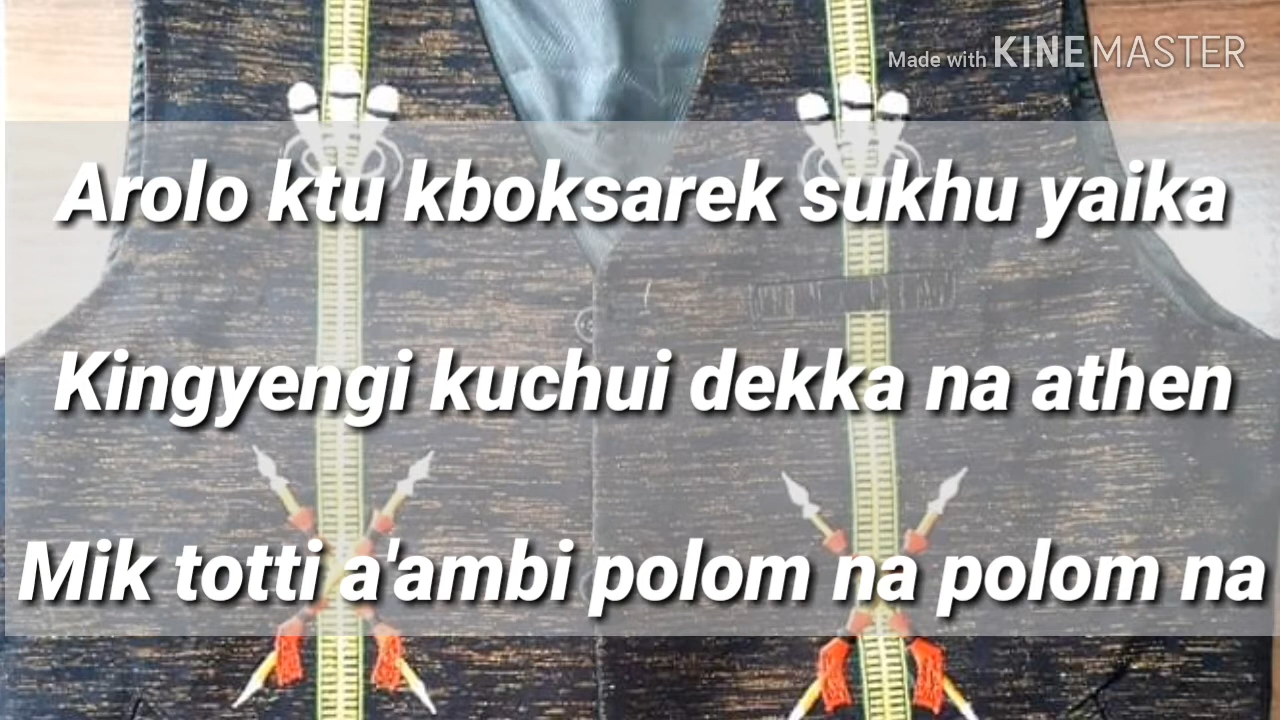 Made with KINEMASTER
Arolo ktu kboksarek sukhu yaika
Kingyengi kuchui dekka na athen
Mik totti a'ambi polom na polom na